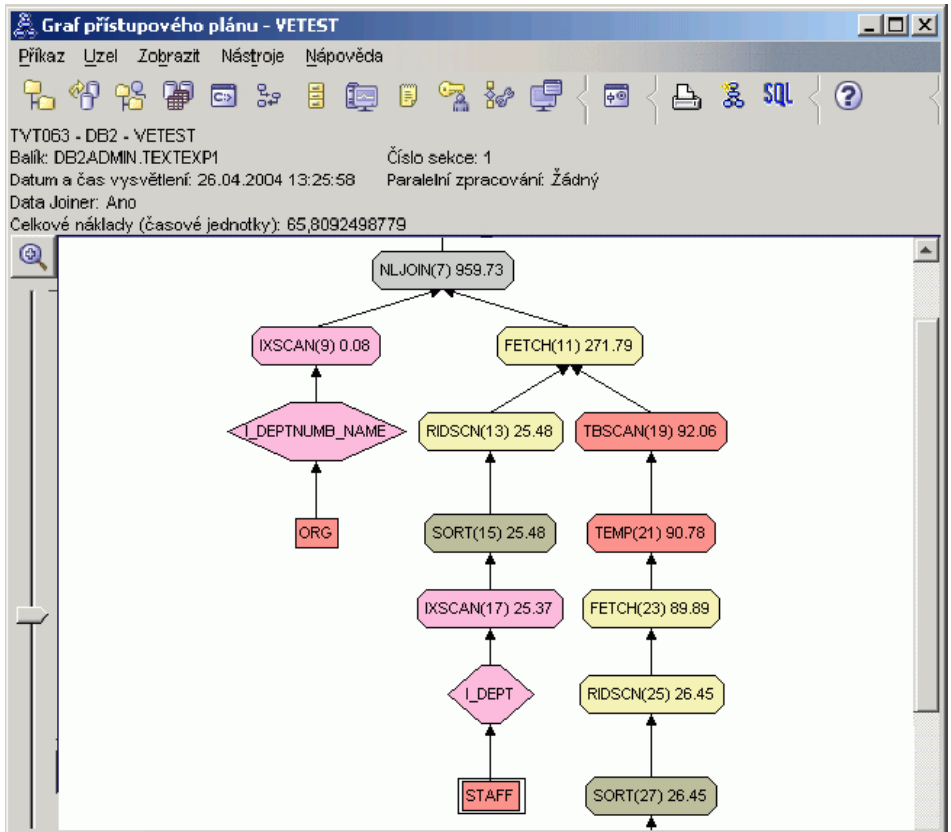 Graf přístupového plánu - VETEST
Příkaz Uzel Zobrazit Nástroje Nápověda
SQL
TVT063 - DB2 - VETEST
Balík: DB2ADMIN.TEXTEXP1 Číslo sekce: 1
Datum a čas vysvětlení: 26.04.2004 13:25:58 Paralelní zpracování: Žádný
Data Joiner: Ano
Celkové náklady (časové jednotky): 65,8092498779
NLJOIN(7) 959.73
IXSCAN(9) 0.08 FETCH(11) 271.79
I_DEPTNUMB_NAME RIDSCN(13) 25.48 TBSCAN(19) 92.06
ORG SORT(15) 25.48 TEMP(21) 90.78
IXSCAN(17) 25.37 FETCH(23) 89.89
I_DEPT RIDSCN(25) 26.45
STAFF SORT(27) 26.45